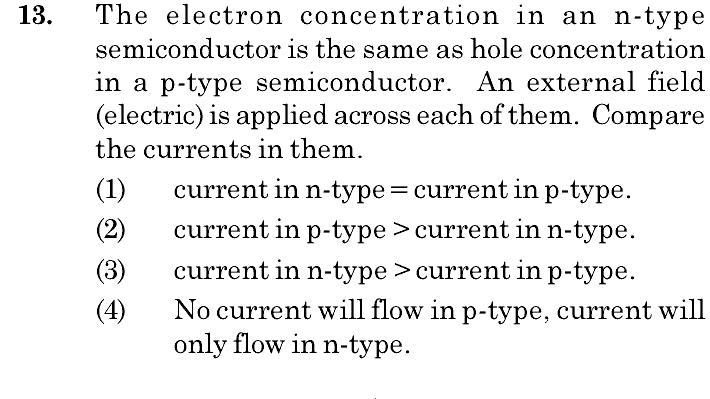 13. The electron concentration in an n-type
semiconductor is the same as hole concentration
in a p-type semiconductor. An external field
(electric) is applied across each of them. Compare
the currents in them.
(1) current in n-type = current in p-type.
(2) current in p-type > current in n-type.
(3) current in n-type > current in p-type.
(4) No current will flow in p-type, current will
only flow in n-type.